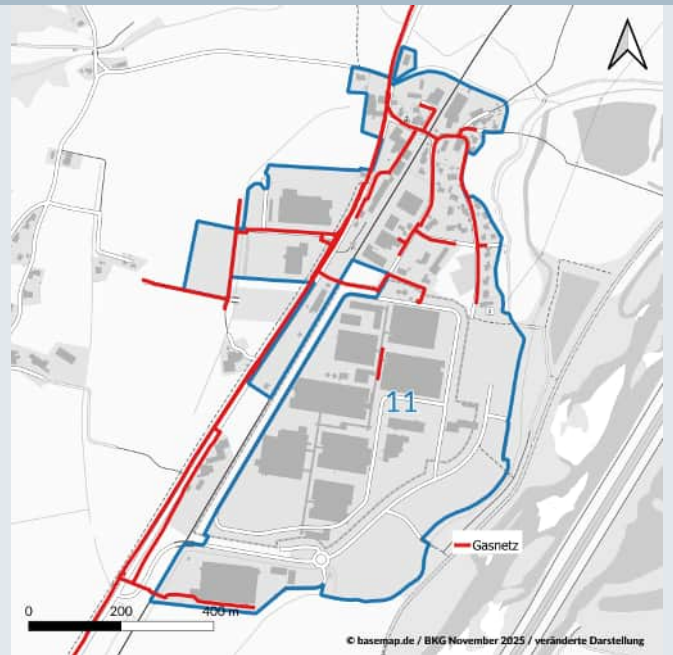 11
Gasnetz
0 200 400 m
© basemap.de / BKG November 2025 / veränderte Darstellung